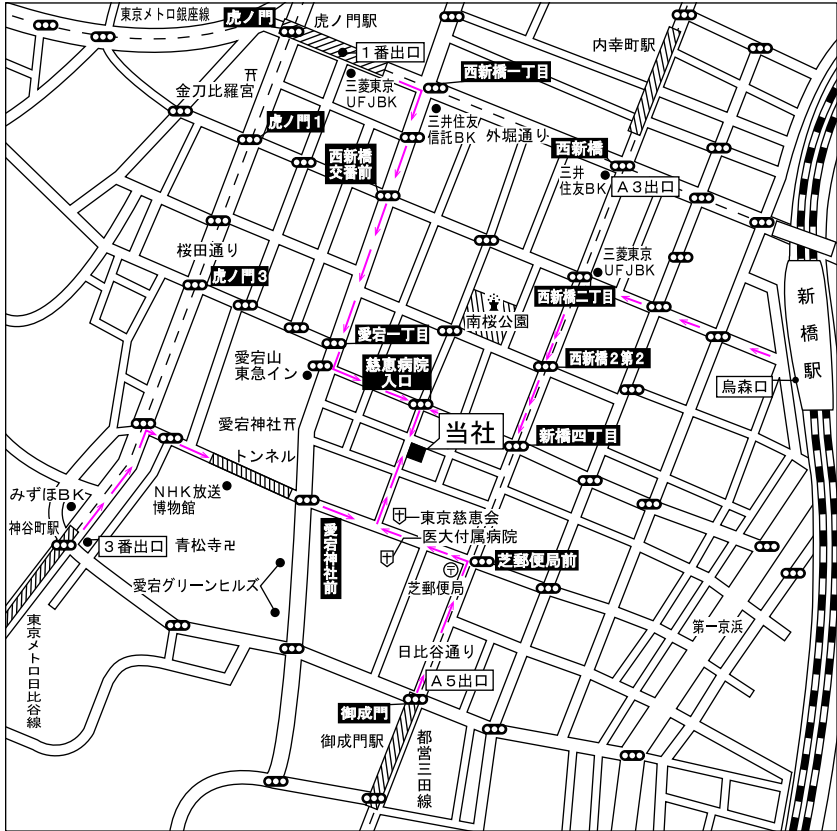 東京メトロ銀座線
虎ノ門
虎ノ門駅
1番出口
内幸町駅
三菱東京
UFJBK
西新橋一丁目
金刀比羅宮
三井住友
信託BK
外堀通り
虎ノ門1
西新橋
交番前
西新橋
三井
住友BK
A3出口
桜田通り
三菱東京
UFJBK
虎ノ門3
西新橋二丁目
新橋駅
南桜公園
愛宕一丁目
愛宕山
東急イン
慈恵病院
入口
西新橋2第2
烏森口
愛宕神社
当社
新橋四丁目
トンネル
みずほBK
NHK放送
博物館
神谷町駅
3番出口
青松寺卍
愛宕神社前
東京慈恵会
医大付属病院
芝郵便局前
愛宕グリーンヒルズ
〒
芝郵便局
東京メトロ日比谷線
第一京浜
日比谷通り
A5出口
御成門
御成門駅
都営三田線